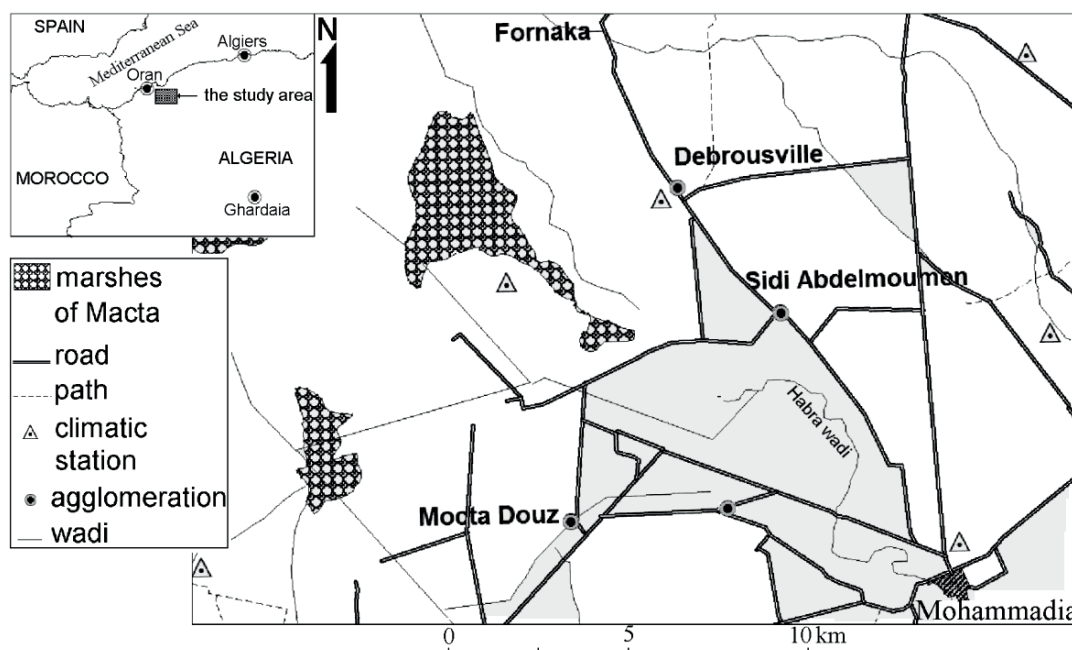 SPAIN
Mediterranean Sea
Algiers
Oran
the study area
ALGERIA
MOROCCO
Ghardaia
N
marshes
of Macta
road
path
climatic
station
agglomeration
wadi
Fornaka
Debrousville
Sidi Abdelmoumen
Habra wadi
Mocta Douz
Mohammadia
0 5 10 km